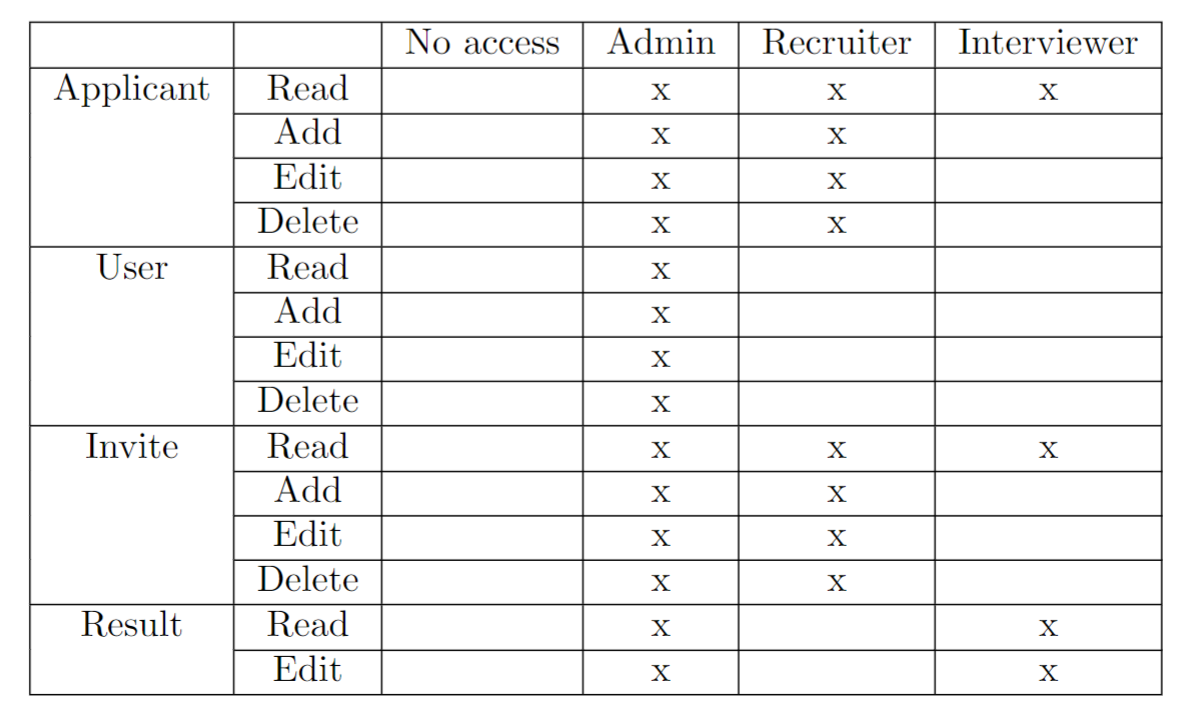 No access Admin Recruiter Interviewer
Applicant Read x x x
Add x x
Edit x x
Delete x x
User Read x
Add x
Edit x
Delete x
Invite Read x x x
Add x x
Edit x x
Delete x x
Result Read x x
Edit x x